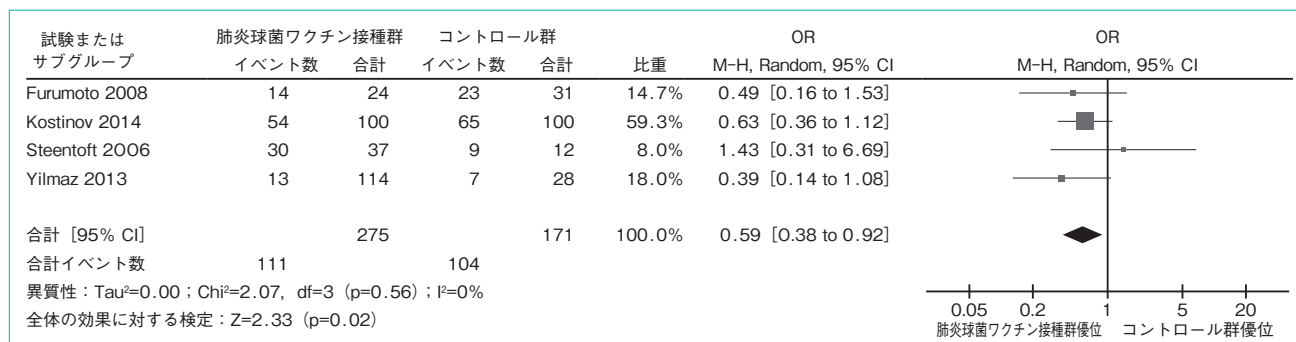 試験または
サブグループ
肺炎球菌ワクチン接種群 コントロール群 OR OR
イベント数 合計 イベント数 合計 比重 M-H, Random, 95% CI M-H, Random, 95% CI
Furumoto 2008 14 24 23 31 14.7% 0.49 [0.16 to 1.53]
Kostinov 2014 54 100 65 100 59.3% 0.63 [0.36 to 1.12]
Steentoft 2006 30 37 9 12 8.0% 1.43 [0.31 to 6.69]
Yilmaz 2013 13 114 7 28 18.0% 0.39 [0.14 to 1.08]
合計 [95% CI] 275 171 100.0% 0.59 [0.38 to 0.92]
合計イベント数 111 104
異質性:Tau²=0.00;Chi²=2.07, df=3 (p=0.56);I²=0%
全体の効果に対する検定:Z=2.33 (p=0.02)
0.05 0.2 1 5 20
肺炎球菌ワクチン接種群優位 コントロール群優位